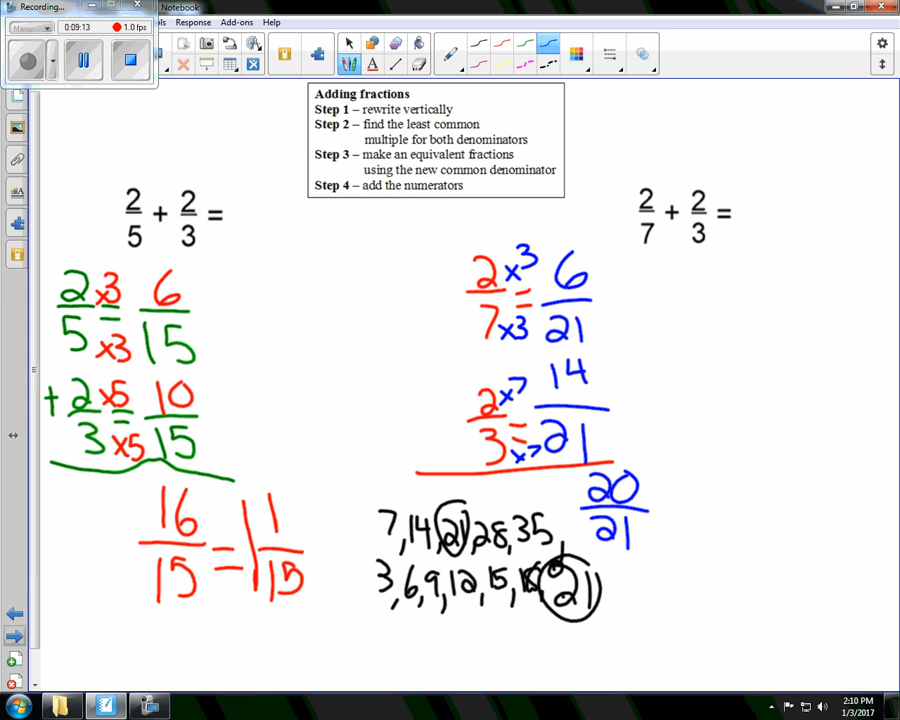 Recording...
Notebook
Menu
00:09:13
1.0 fps
ols Response Add-ons Help
Adding fractions
Step 1 – rewrite vertically
Step 2 – find the least common
multiple for both denominators
Step 3 – make an equivalent fractions
using the new common denominator
Step 4 – add the numerators
2/5 + 2/3 =
2/5 x3 = x3 6/15
+ 2/3 x5 = x5 10/15
16/15 = 1 1/15
2/7 + 2/3 =
2/7 x3 = x3 6/21
2/3 x7 = x7 14/21
20/21
7, 14, 21, 28, 35,
3, 6, 9, 12, 15, 18, 21
2:10 PM
1/3/2017